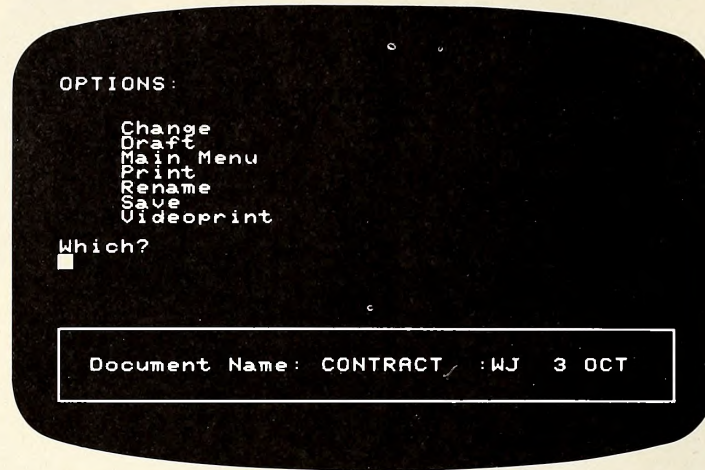 OPTIONS:
Change
Draft
Main Menu
Print
Rename
Save
Videoprint
Which?
Document Name: CONTRACT :WJ 3 OCT